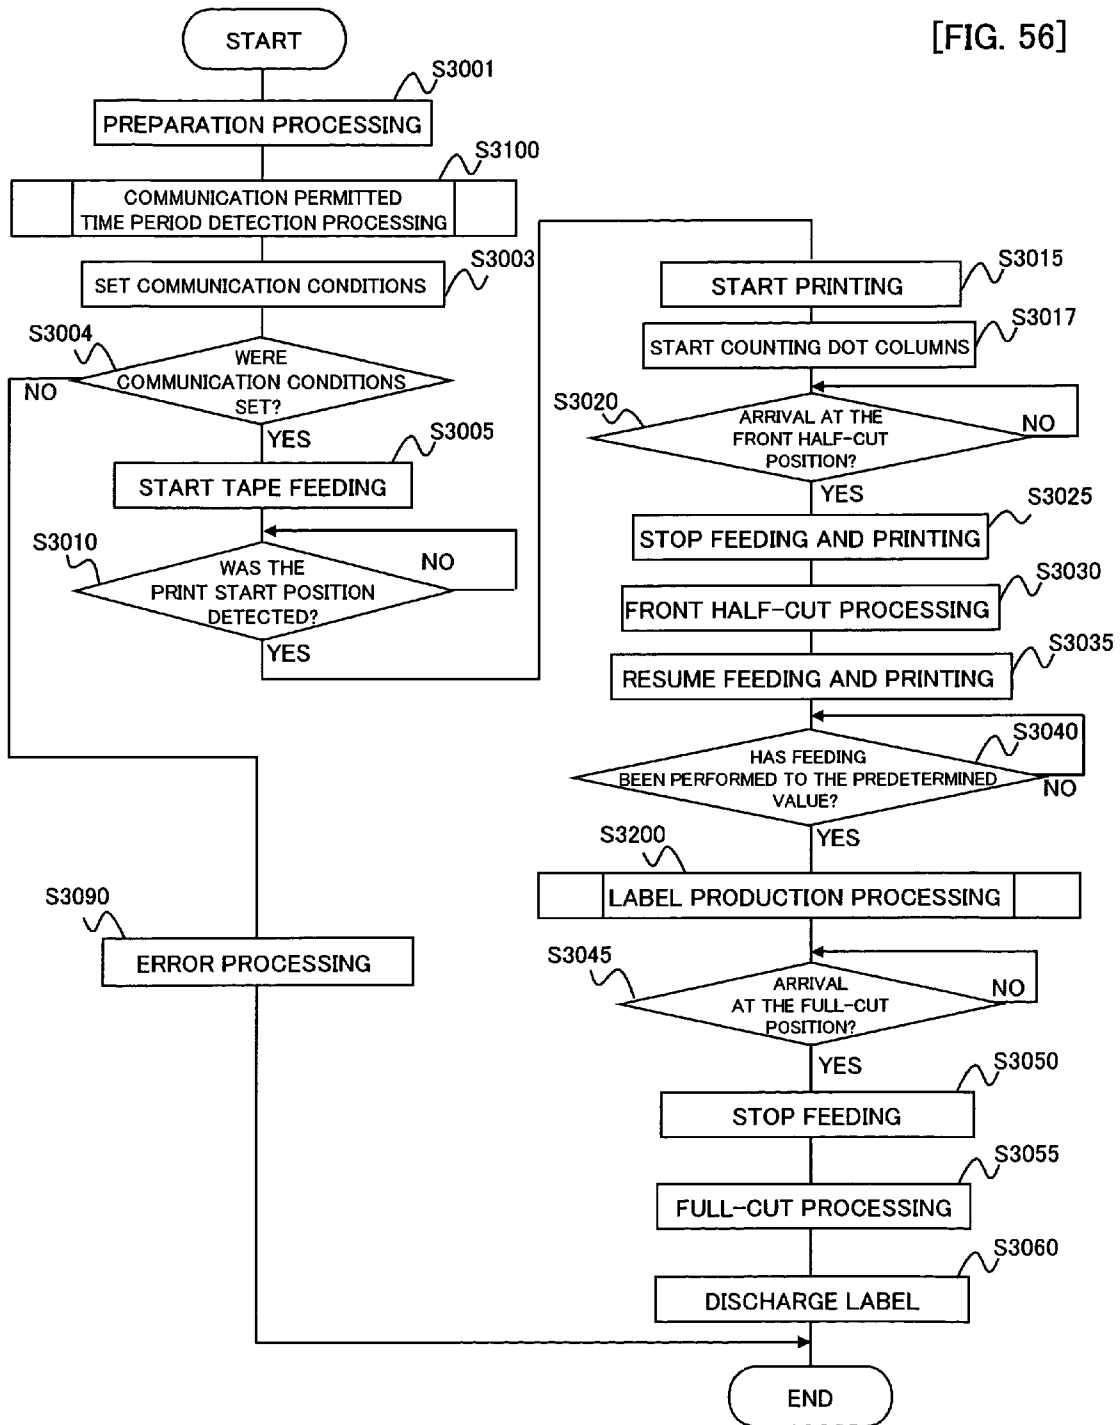 [FIG. 56]
START
S3001
PREPARATION PROCESSING
S3100
COMMUNICATION PERMITTED
TIME PERIOD DETECTION PROCESSING
S3003
SET COMMUNICATION CONDITIONS
S3004
WERE
COMMUNICATION CONDITIONS
SET?
NO
YES
S3005
START TAPE FEEDING
S3010
WAS THE
PRINT START POSITION
DETECTED?
NO
YES
S3015
START PRINTING
S3017
START COUNTING DOT COLUMNS
S3020
ARRIVAL AT THE
FRONT HALF-CUT
POSITION?
NO
YES
S3025
STOP FEEDING AND PRINTING
S3030
FRONT HALF-CUT PROCESSING
S3035
RESUME FEEDING AND PRINTING
S3040
HAS FEEDING
BEEN PERFORMED TO THE PREDETERMINED
VALUE?
NO
YES
S3200
LABEL PRODUCTION PROCESSING
S3045
ARRIVAL
AT THE FULL-CUT
POSITION?
NO
YES
S3050
STOP FEEDING
S3055
FULL-CUT PROCESSING
S3060
DISCHARGE LABEL
S3090
ERROR PROCESSING
END